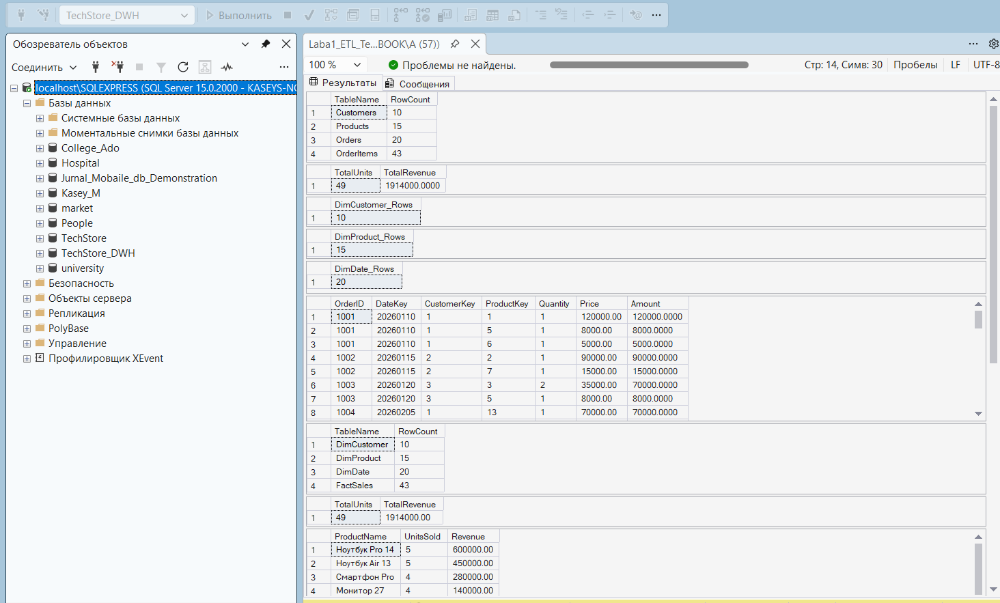 TechStore_DWH
Выполнить
Обозреватель объектов
Соединить
localhost\SQLEXPRESS (SQL Server 15.0.2000 - KASEYS-NO
Базы данных
Системные базы данных
Моментальные снимки базы данных
College_Ado
Hospital
Jurnal_Mobaile_db_Demonstration
Kasey_M
market
People
TechStore
TechStore_DWH
university
Безопасность
Объекты сервера
Репликация
PolyBase
Управление
Профилировщик XEvent
Laba1_ETL_Te...BOOK\A (57))
100 % Проблемы не найдены. Стр: 14, Симв: 30 Пробелы LF UTF-8
Результаты Сообщения
TableName RowCount
1 Customers 10
2 Products 15
3 Orders 20
4 OrderItems 43
TotalUnits TotalRevenue
1 49 1914000.0000
DimCustomer_Rows
1 10
DimProduct_Rows
1 15
DimDate_Rows
1 20
OrderID DateKey CustomerKey ProductKey Quantity Price Amount
1 1001 20260110 1 1 1 120000.00 120000.0000
2 1001 20260110 1 5 1 8000.00 8000.0000
3 1001 20260110 1 6 1 5000.00 5000.0000
4 1002 20260115 2 2 1 90000.00 90000.0000
5 1002 20260115 2 7 1 15000.00 15000.0000
6 1003 20260120 3 3 2 35000.00 70000.0000
7 1003 20260120 3 5 1 8000.00 8000.0000
8 1004 20260205 1 13 1 70000.00 70000.0000
TableName RowCount
1 DimCustomer 10
2 DimProduct 15
3 DimDate 20
4 FactSales 43
TotalUnits TotalRevenue
1 49 1914000.00
ProductName UnitsSold Revenue
1 Ноутбук Pro 14 5 600000.00
2 Ноутбук Air 13 5 450000.00
3 Смартфон Pro 4 280000.00
4 Монитор 27 4 140000.00